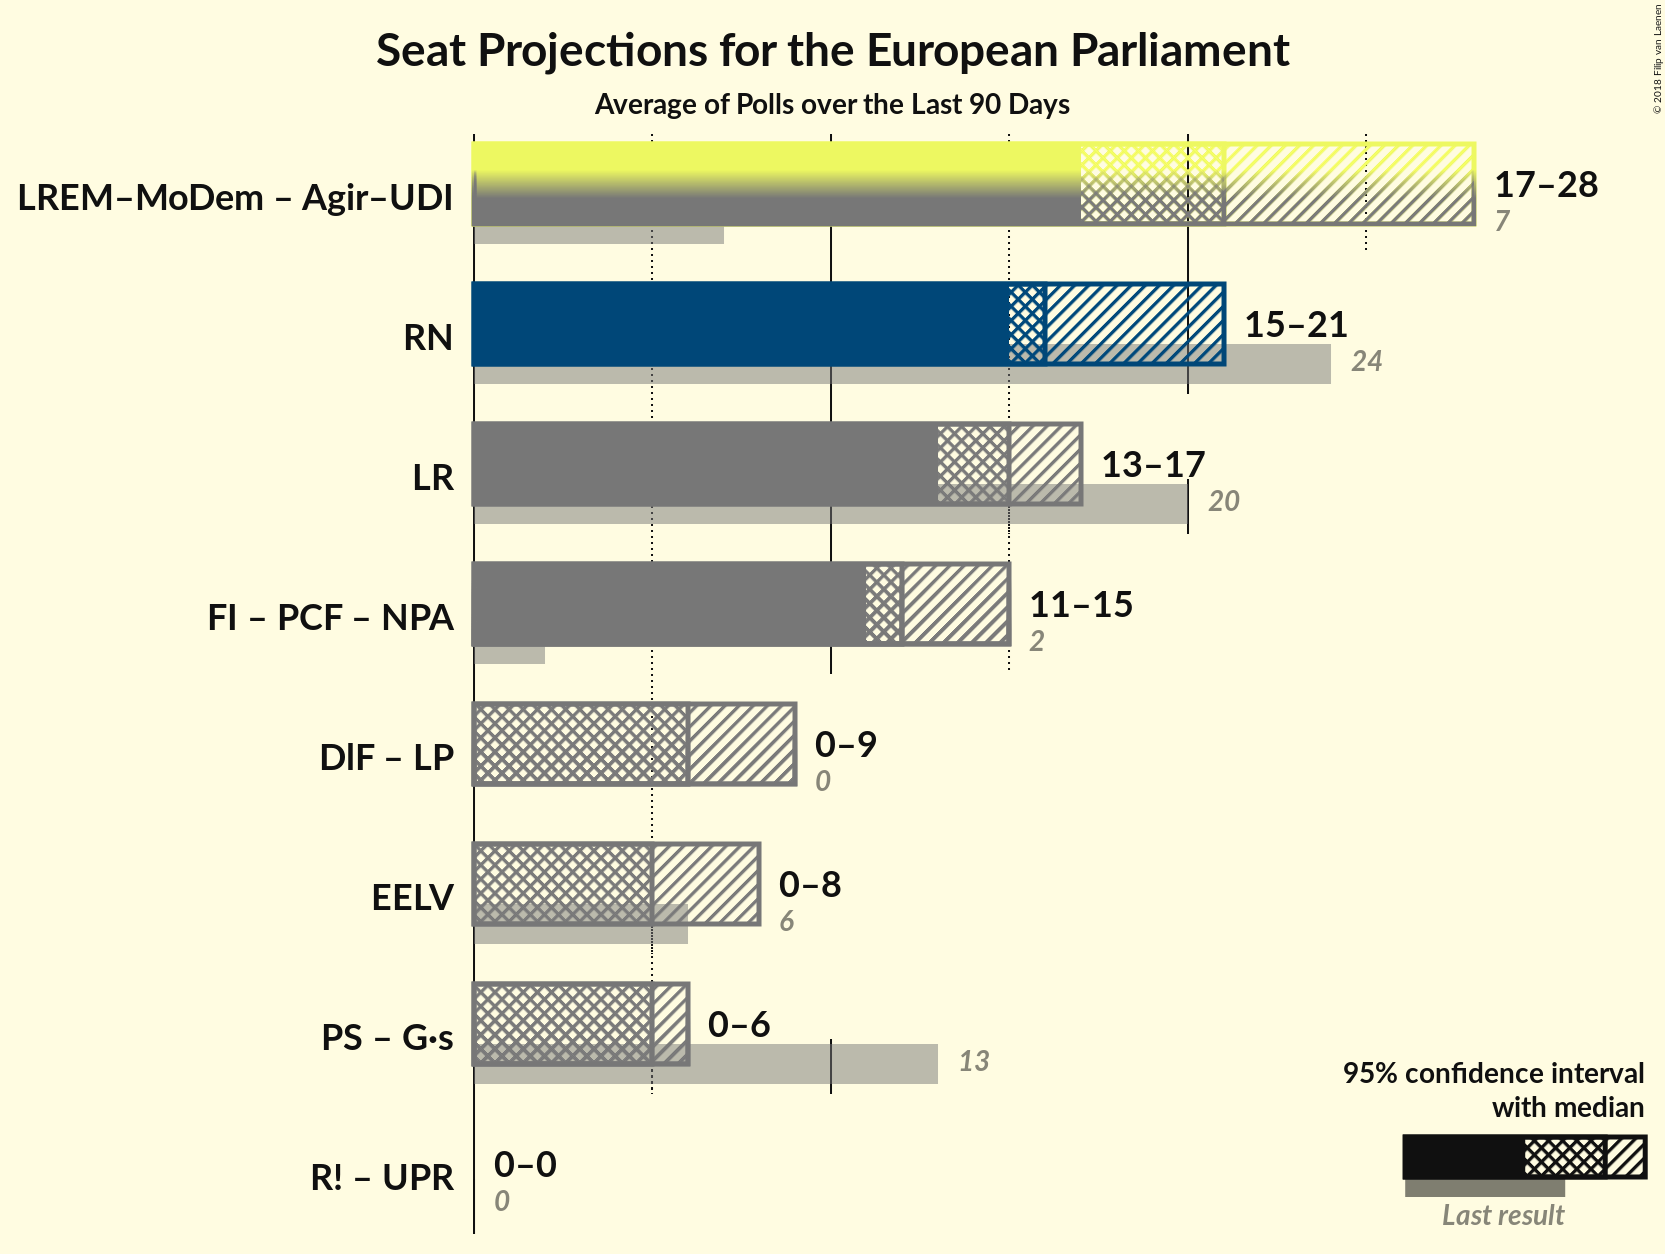 Seat Projections for the European Parliament
Average of Polls over the Last 90 Days
© 2018 Filip van Laenen
LREM–MoDem – Agir–UDI
17–28
7
RN
15–21
24
LR
13–17
20
FI – PCF – NPA
11–15
2
DlF – LP
0–9
0
EELV
0–8
6
PS – G·s
0–6
13
R! – UPR
0–0
0
95% confidence interval
with median
Last result